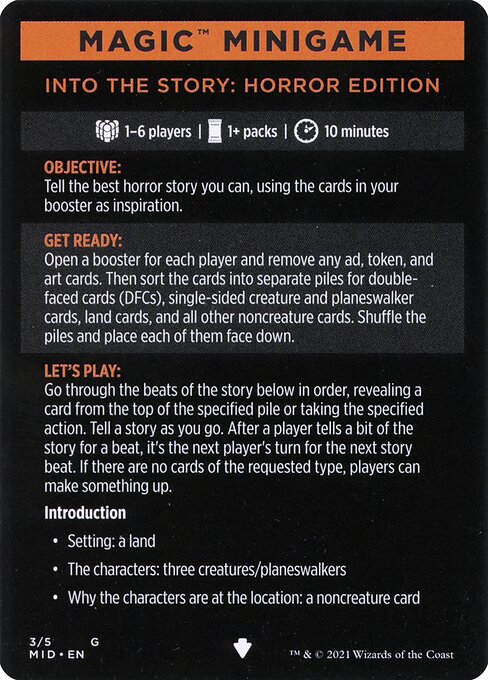 MAGIC™ MINIGAME
INTO THE STORY: HORROR EDITION
1–6 players | 1+ packs | 10 minutes
OBJECTIVE:
Tell the best horror story you can, using the cards in your
booster as inspiration.
GET READY:
Open a booster for each player and remove any ad, token, and
art cards. Then sort the cards into separate piles for double-
faced cards (DFCs), single-sided creature and planeswalker
cards, land cards, and all other noncreature cards. Shuffle the
piles and place each of them face down.
LET'S PLAY:
Go through the beats of the story below in order, revealing a
card from the top of the specified pile or taking the specified
action. Tell a story as you go. After a player tells a bit of the
story for a beat, it's the next player's turn for the next story
beat. If there are no cards of the requested type, players can
make something up.
Introduction
• Setting: a land
• The characters: three creatures/planeswalkers
• Why the characters are at the location: a noncreature card
3/5 G
MID • EN
™ & © 2021 Wizards of the Coast